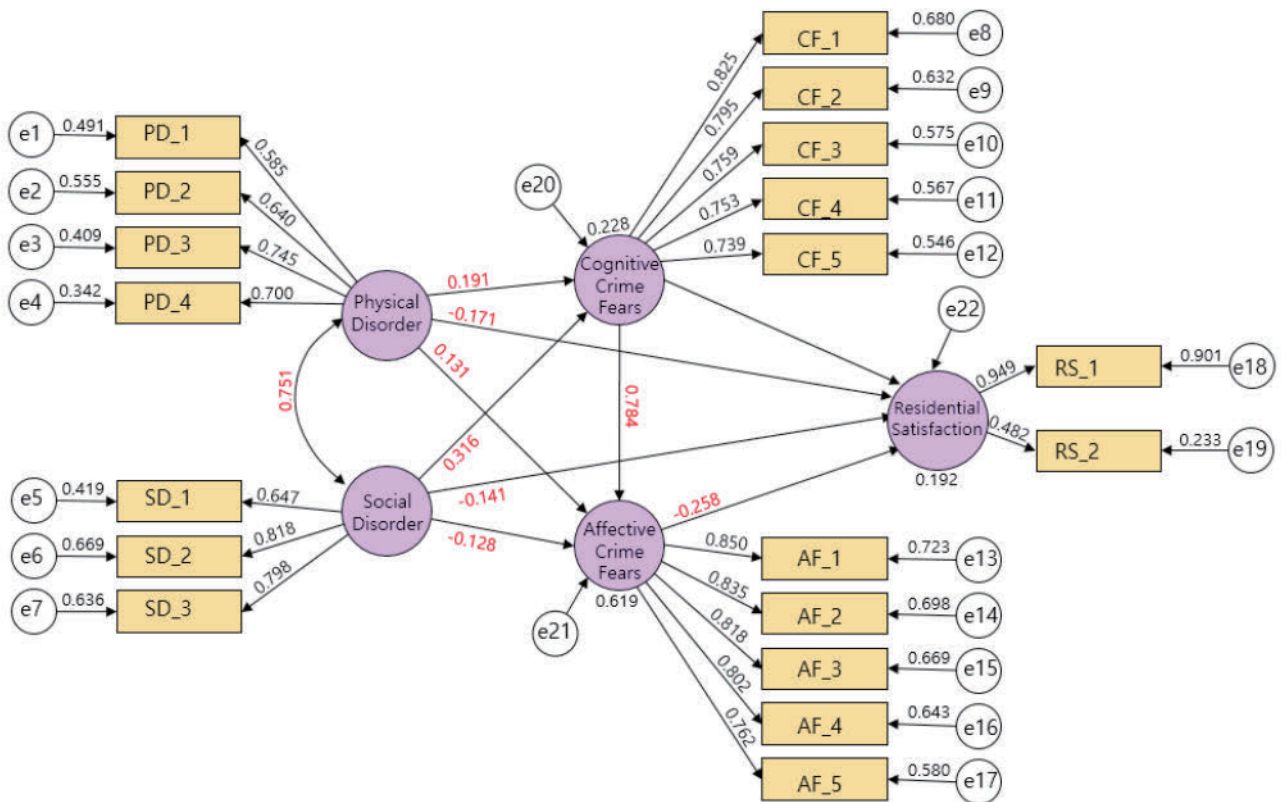 e1
0.491
PD_1
0.585
e2
0.555
PD_2
0.640
e3
0.409
PD_3
0.745
e4
0.342
PD_4
0.700
Physical
Disorder
0.751
e5
0.419
SD_1
0.647
e6
0.669
SD_2
0.818
e7
0.636
SD_3
0.798
Social
Disorder
0.191
-0.171
0.131
0.316
-0.141
-0.128
e20
0.228
Cognitive
Crime
Fears
0.784
Affective
Crime
Fears
0.619
e21
-0.258
0.825
CF_1
0.680
e8
0.795
CF_2
0.632
e9
0.759
CF_3
0.575
e10
0.753
CF_4
0.567
e11
0.739
CF_5
0.546
e12
e22
Residential
Satisfaction
0.192
0.949
RS_1
0.901
e18
0.482
RS_2
0.233
e19
0.850
AF_1
0.723
e13
0.835
AF_2
0.698
e14
0.818
AF_3
0.669
e15
0.802
AF_4
0.643
e16
0.762
AF_5
0.580
e17